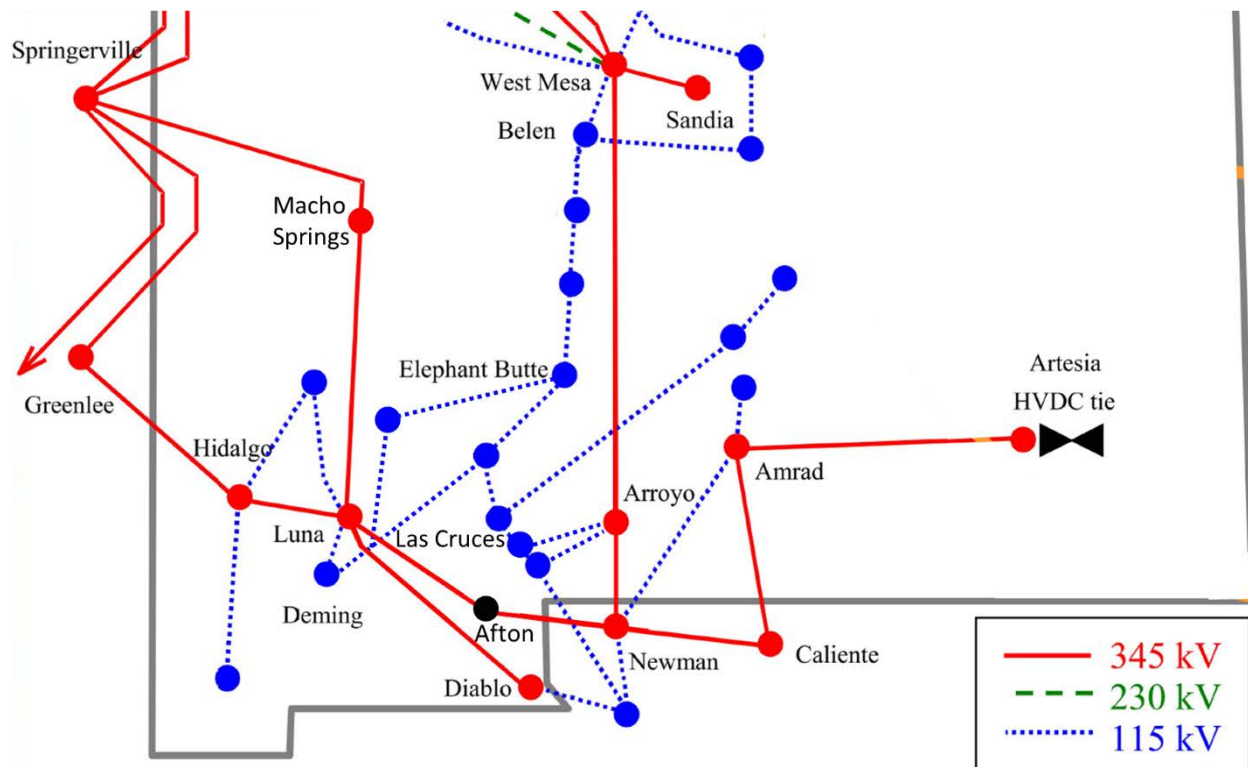 Springerville
West Mesa
Sandia
Belen
Macho
Springs
Elephant Butte
Artesia
HVDC tie
Greenlee
Hidalgo
Amrad
Arroyo
Luna
Las Cruces
Deming
Afton
Newman
Caliente
Diablo
345 kV
230 kV
115 kV